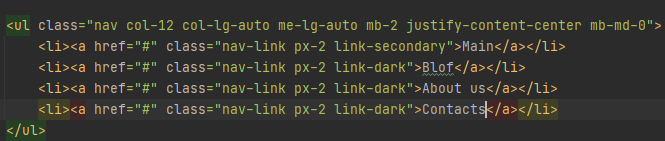 <ul class="nav col-12 col-lg-auto me-lg-auto mb-2 justify-content-center mb-md-0">
    <li><a href="#" class="nav-link px-2 link-secondary">Main</a></li>
    <li><a href="#" class="nav-link px-2 link-dark">Blof</a></li>
    <li><a href="#" class="nav-link px-2 link-dark">About us</a></li>
    <li><a href="#" class="nav-link px-2 link-dark">Contacts</a></li>
</ul>